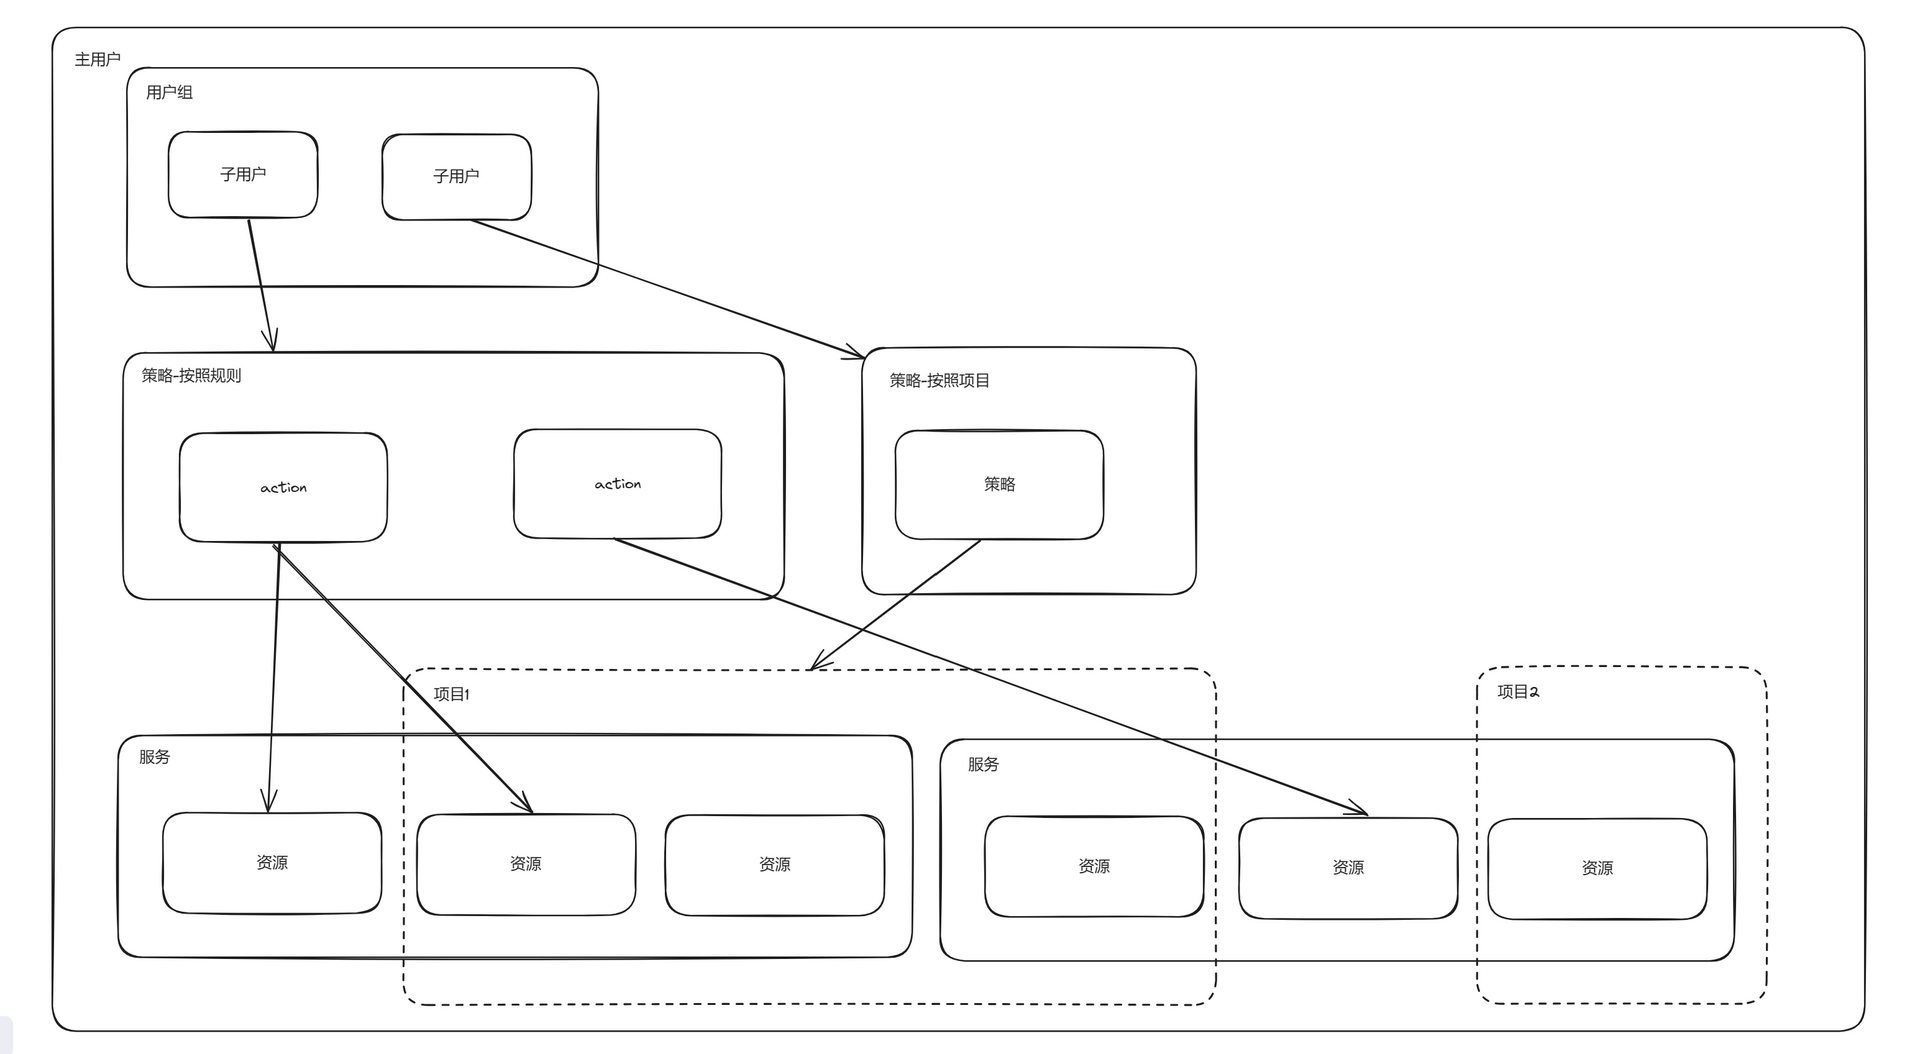 主用户
用户组
子用户
子用户
策略-按照规则
策略-按照项目
action
action
策略
项目1
项目2
服务
服务
资源
资源
资源
资源
资源
资源